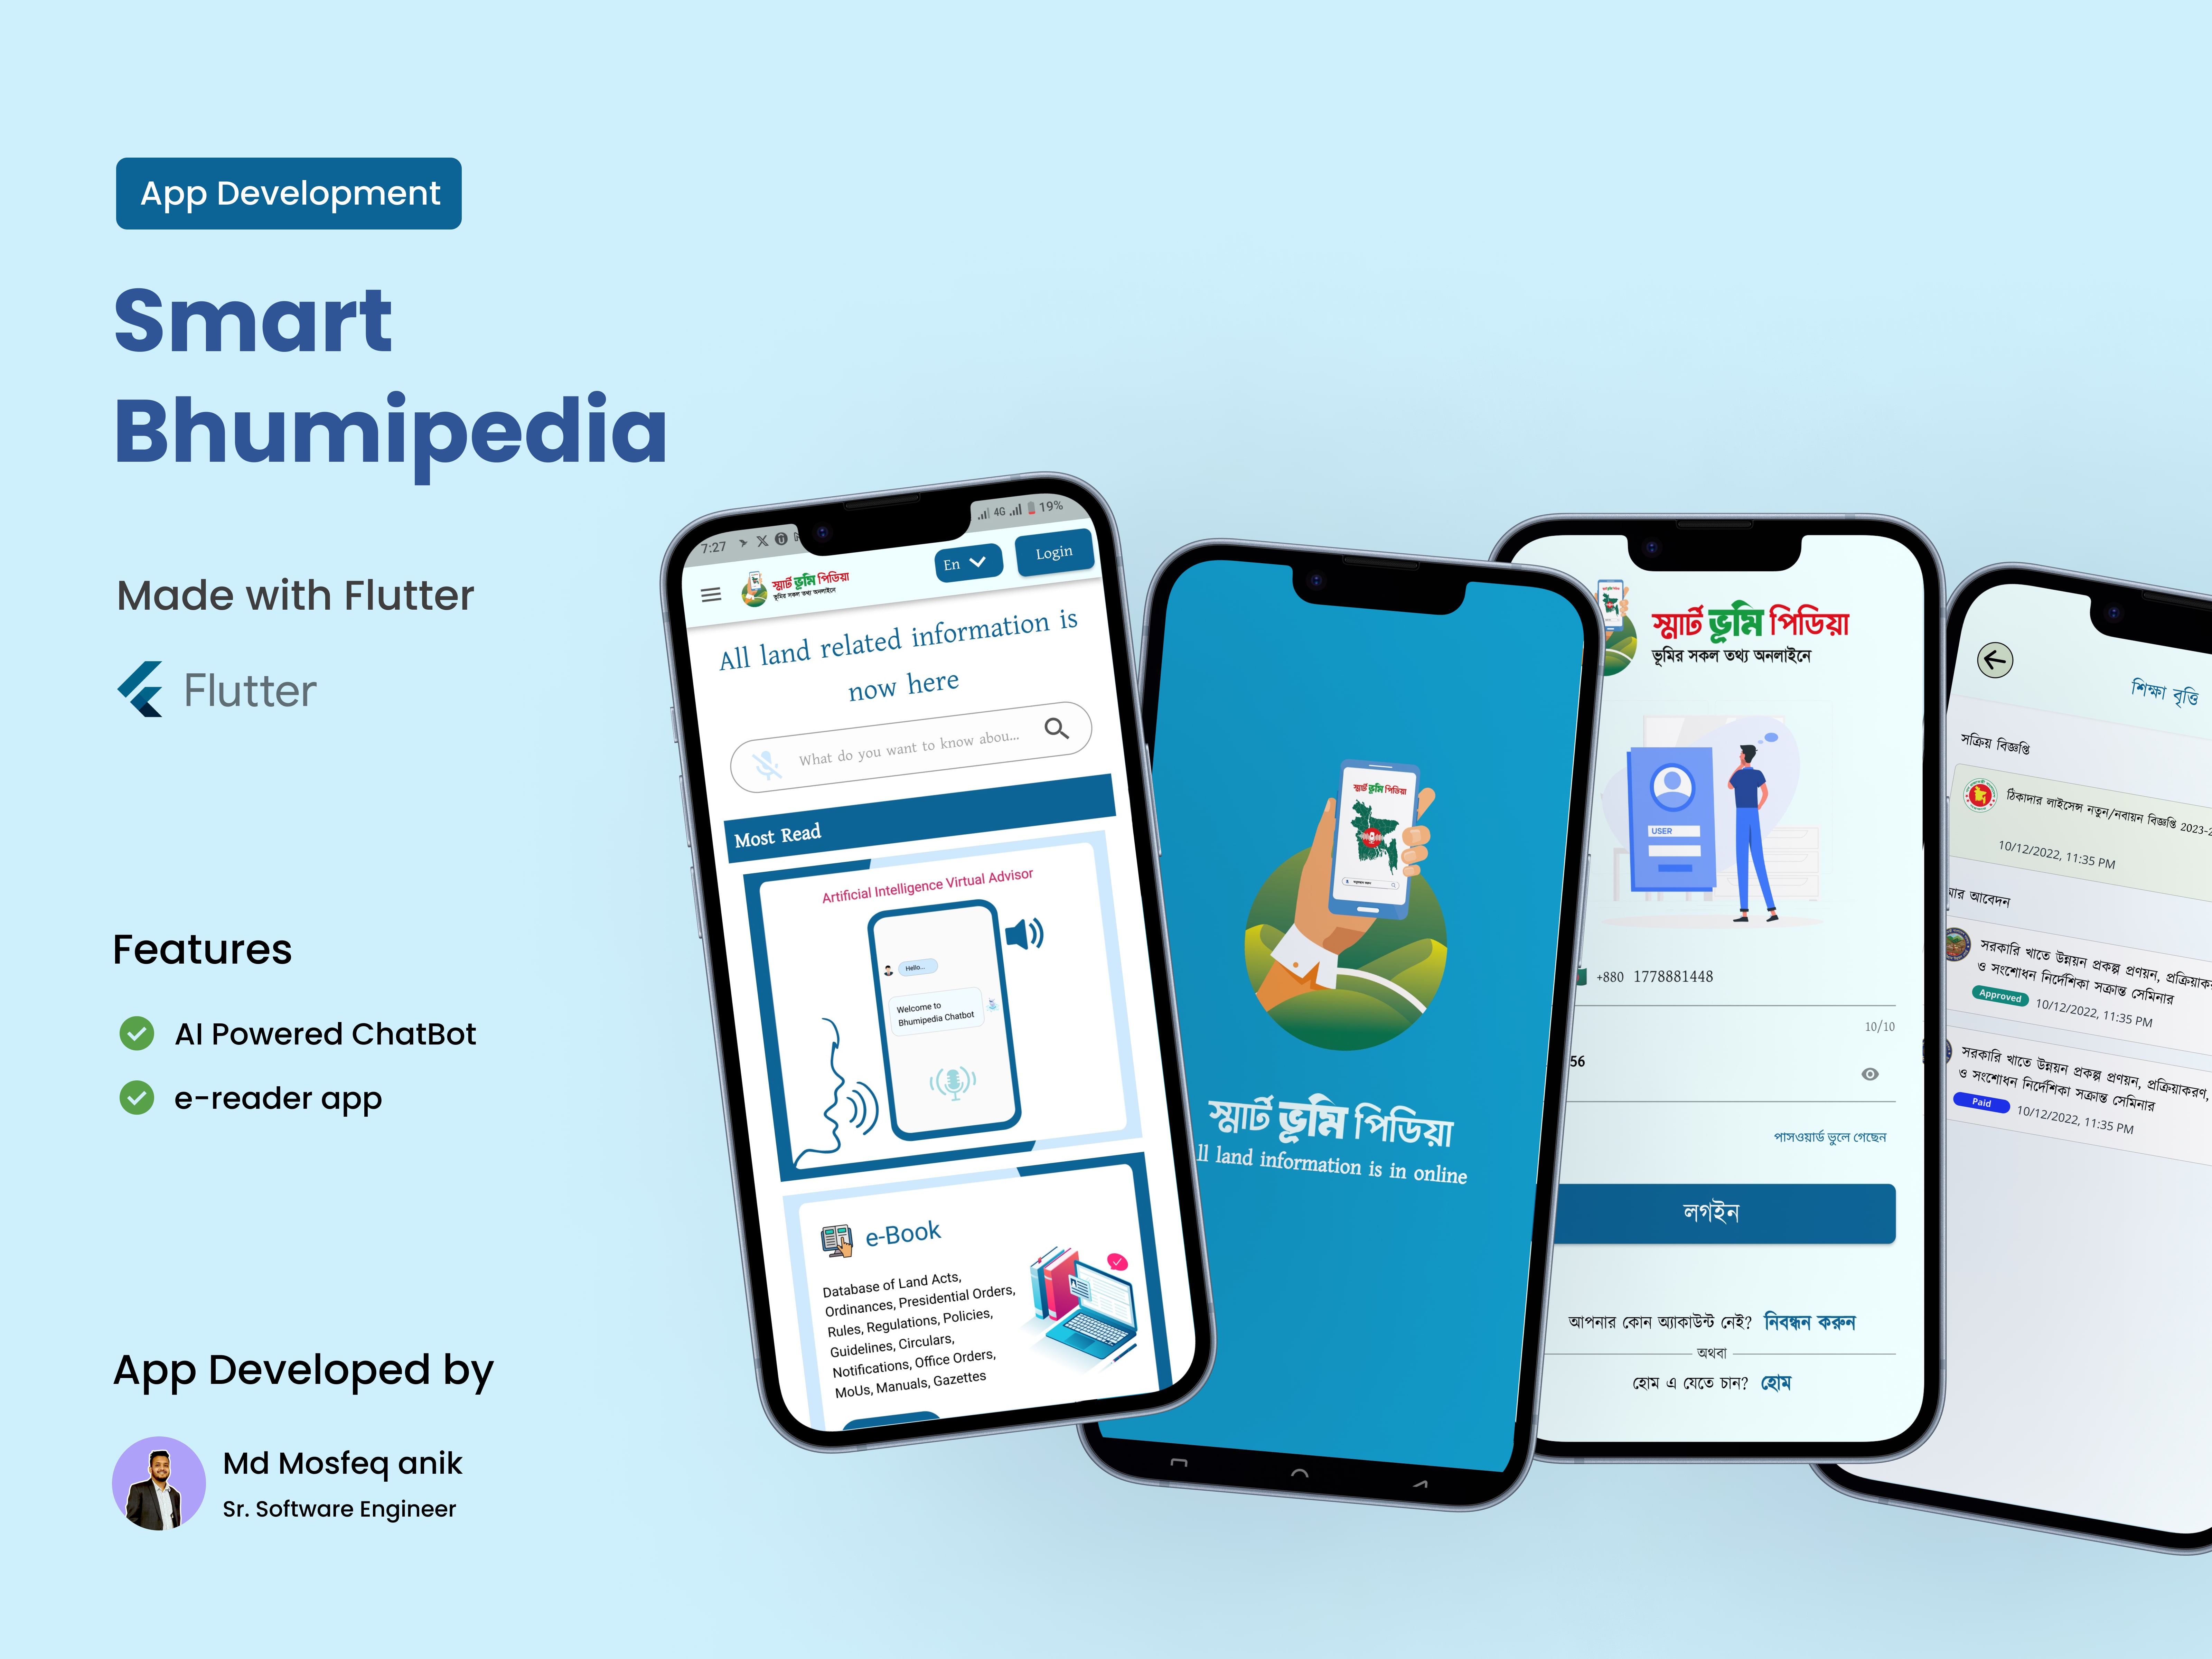 App Development
Smart
Bhumipedia
Made with Flutter
Flutter
Features
AI Powered ChatBot
e-reader app
App Developed by
Md Mosfeq anik
Sr. Software Engineer
7:27
4G
19%
স্মার্ট ভূমি পিডিয়া
ভূমির সকল তথ্য অনলাইনে
En
Login
All land related information is
now here
What do you want to know abou...
Most Read
Artificial Intelligence Virtual Advisor
Hello...
Welcome to
Bhumipedia Chatbot
e-Book
Database of Land Acts,
Ordinances, Presidential Orders,
Rules, Regulations, Policies,
Guidelines, Circulars,
Notifications, Office Orders,
MoUs, Manuals, Gazettes
স্মার্ট ভূমি পিডিয়া
স্মার্ট ভূমি পিডিয়া
ll land information is in online
স্মার্ট ভূমি পিডিয়া
ভূমির সকল তথ্য অনলাইনে
USER
+880 1778881448
10/10
56
পাসওয়ার্ড ভুলে গেছেন
লগইন
আপনার কোন অ্যাকাউন্ট নেই? নিবন্ধন করুন
অথবা
হোম এ যেতে চান? হোম
শিক্ষা বৃত্তি
সক্রিয় বিজ্ঞপ্তি
ঠিকাদার লাইসেন্স নতুন/নবায়ন বিজ্ঞপ্তি 2023-2
10/12/2022, 11:35 PM
মার আবেদন
সরকারি খাতে উন্নয়ন প্রকল্প প্রণয়ন, প্রক্রিয়াক
ও সংশোধন নির্দেশিকা সক্রান্ত সেমিনার
Approved 10/12/2022, 11:35 PM
সরকারি খাতে উন্নয়ন প্রকল্প প্রণয়ন, প্রক্রিয়াকরণ,
ও সংশোধন নির্দেশিকা সক্রান্ত সেমিনার
Paid 10/12/2022, 11:35 PM